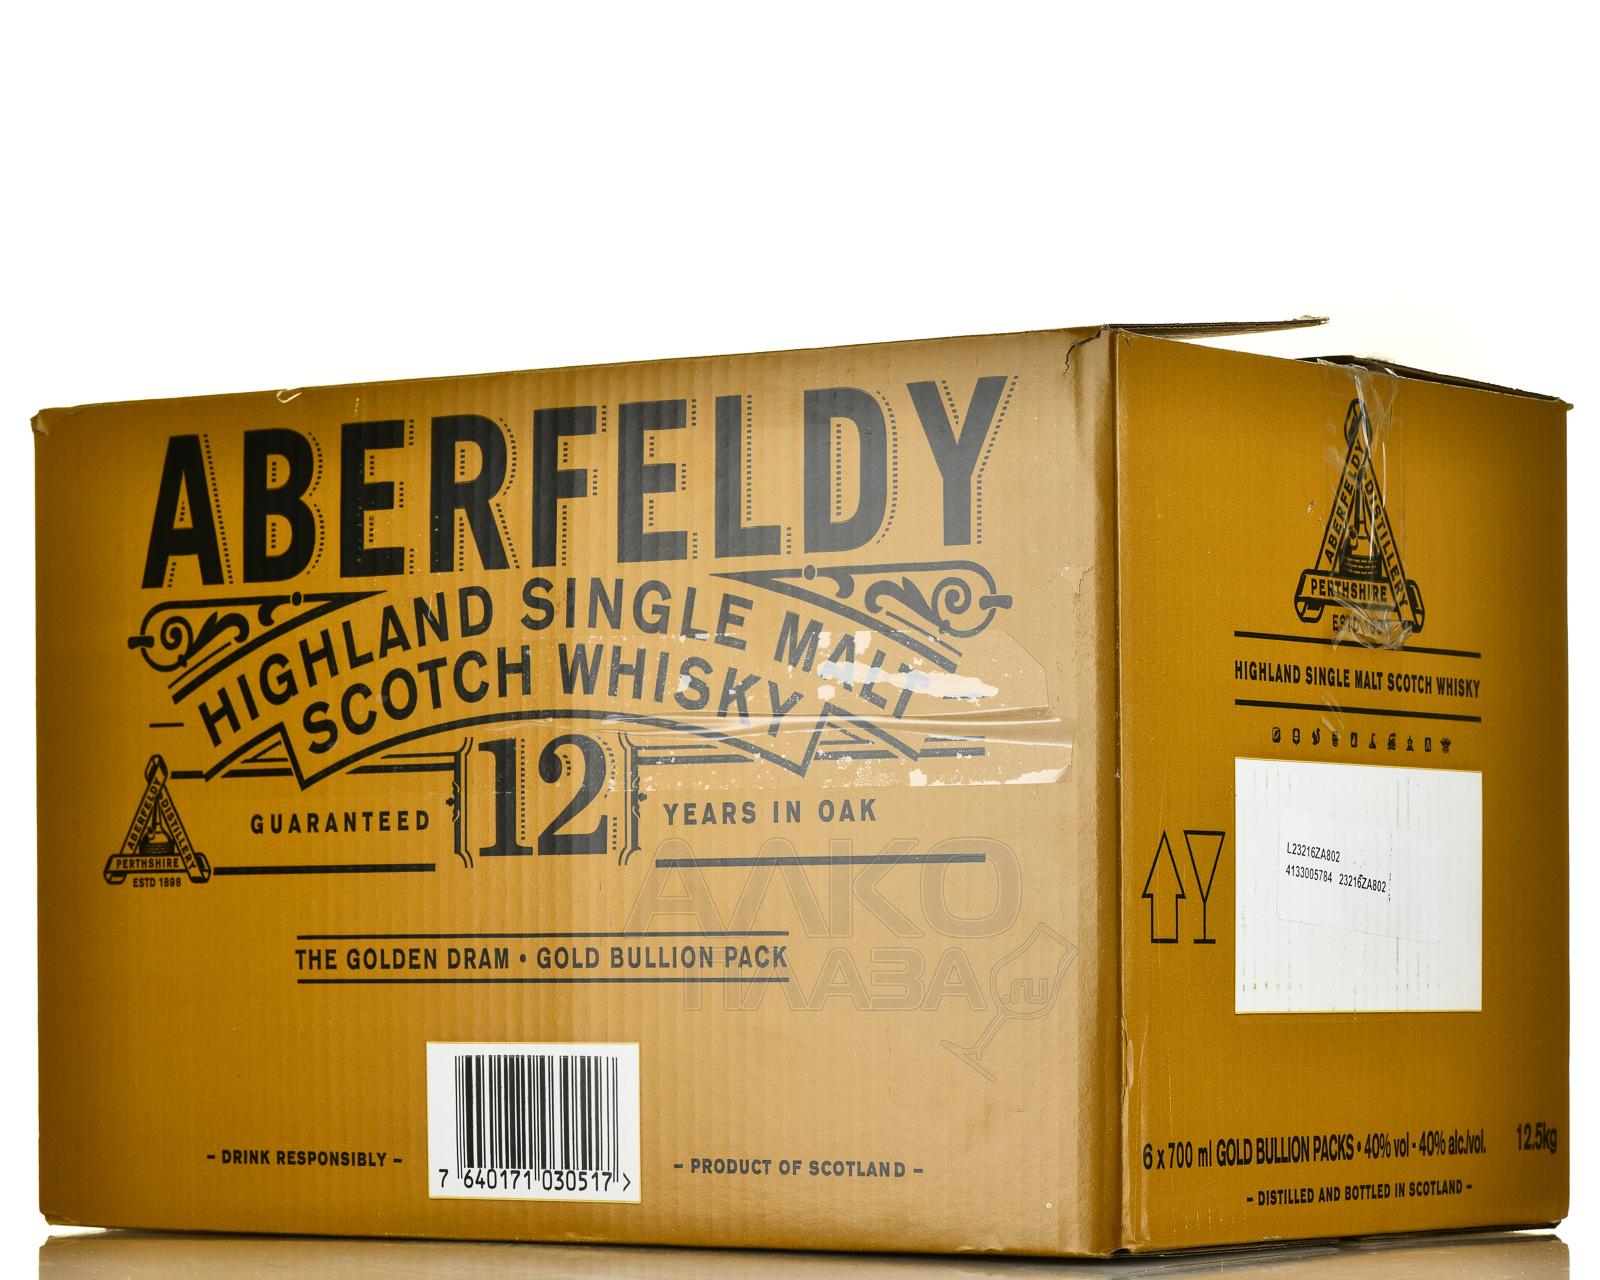 ABERFELDY
HIGHLAND SINGLE MALT
SCOTCH WHISKY
GUARANTEED 12 YEARS IN OAK
ABERFELDY DISTILLERY
PERTHSHIRE
ESTD 1898
THE GOLDEN DRAM • GOLD BULLION PACK
– DRINK RESPONSIBLY –
7 640171 030517 >
– PRODUCT OF SCOTLAND –
АЛКО
ПЛАЗА
.ru
ABERFELDY DISTILLERY
PERTHSHIRE
HIGHLAND SINGLE MALT SCOTCH WHISKY
L23216ZA802
4133005784 23216ZA802
6 x 700 ml GOLD BULLION PACKS • 40% vol - 40% alc./vol. 12.5kg
– DISTILLED AND BOTTLED IN SCOTLAND –